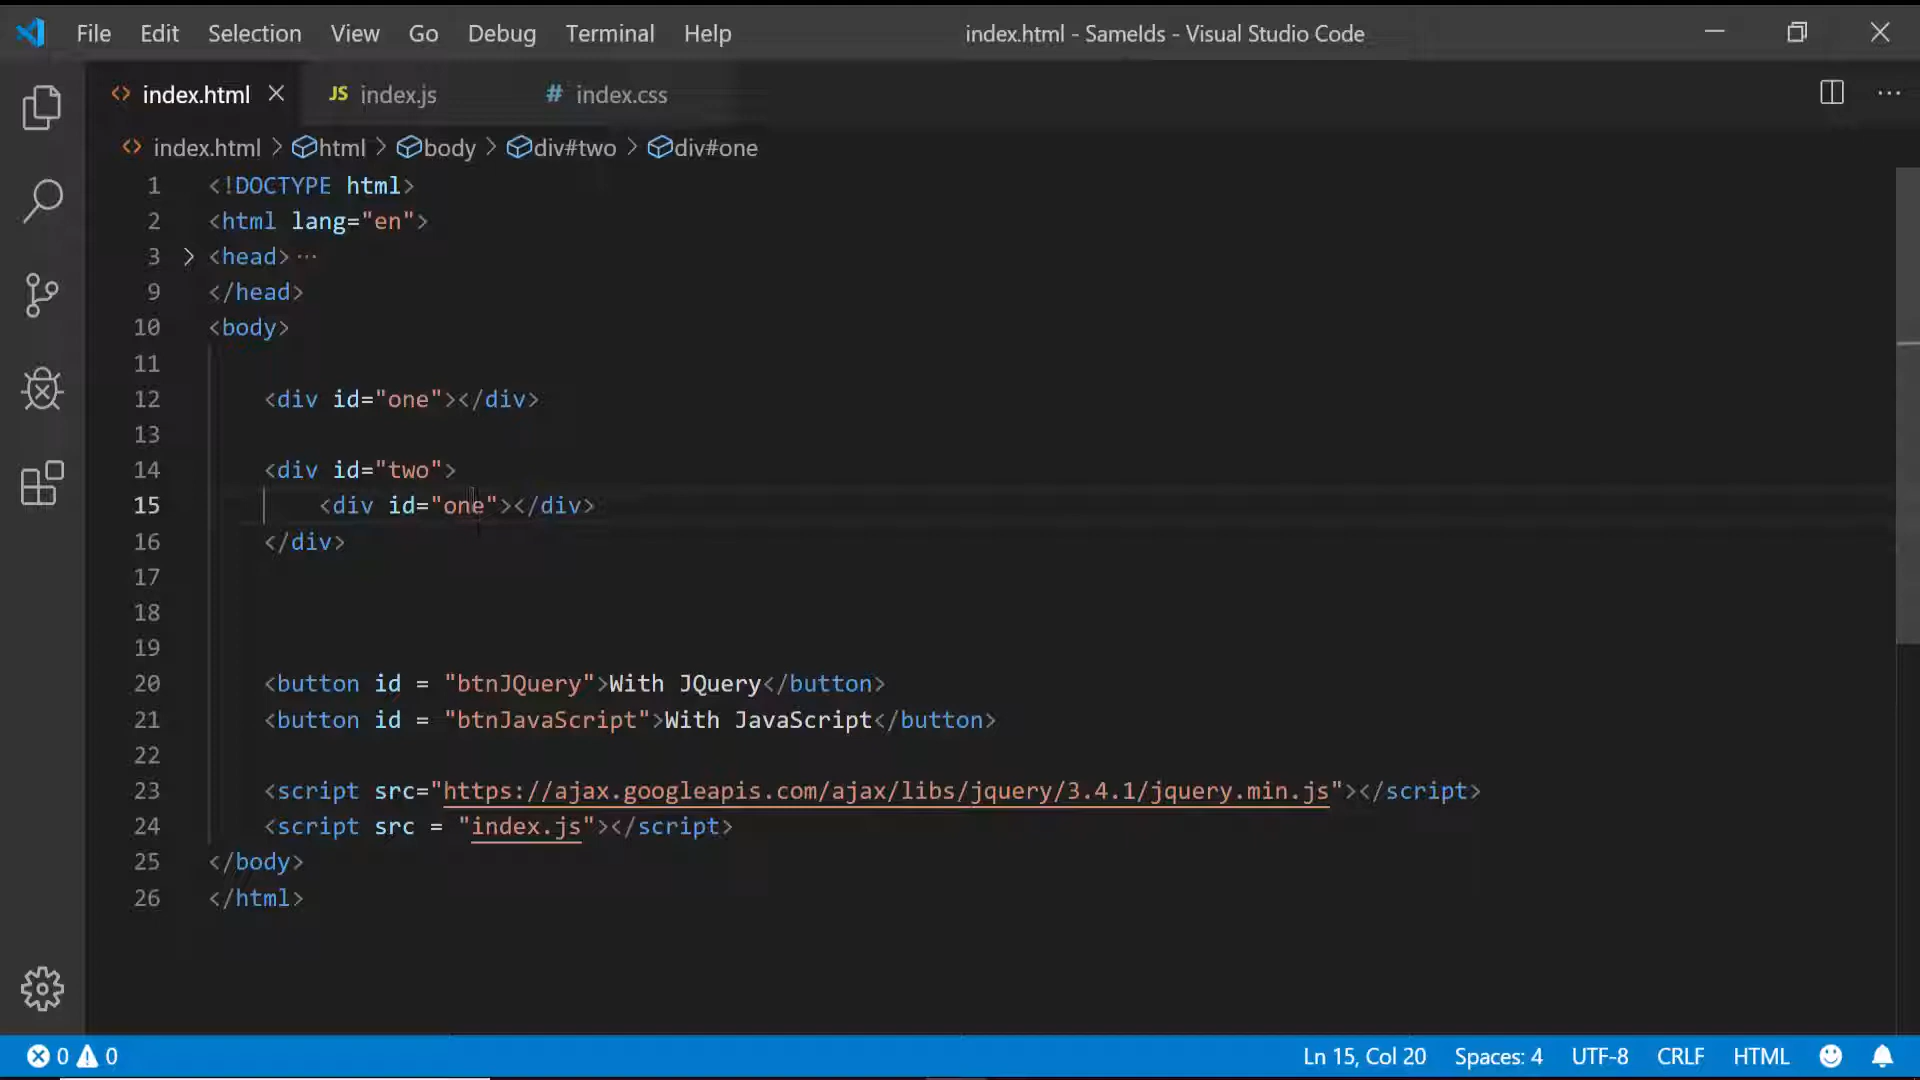 File Edit Selection View Go Debug Terminal Help index.html - SameIds - Visual Studio Code
<> index.html JS index.js # index.css ...
<> index.html > html > body > div#two > div#one
1 <!DOCTYPE html>
2 <html lang="en">
3 > <head>...
9 </head>
10 <body>
11
12 <div id="one"></div>
13
14 <div id="two">
15 <div id="one"></div>
16 </div>
17
18
19
20 <button id = "btnJQuery">With JQuery</button>
21 <button id = "btnJavaScript">With JavaScript</button>
22
23 <script src="https://ajax.googleapis.com/ajax/libs/jquery/3.4.1/jquery.min.js"></script>
24 <script src = "index.js"></script>
25 </body>
26 </html>
0 0 Ln 15, Col 20 Spaces: 4 UTF-8 CRLF HTML